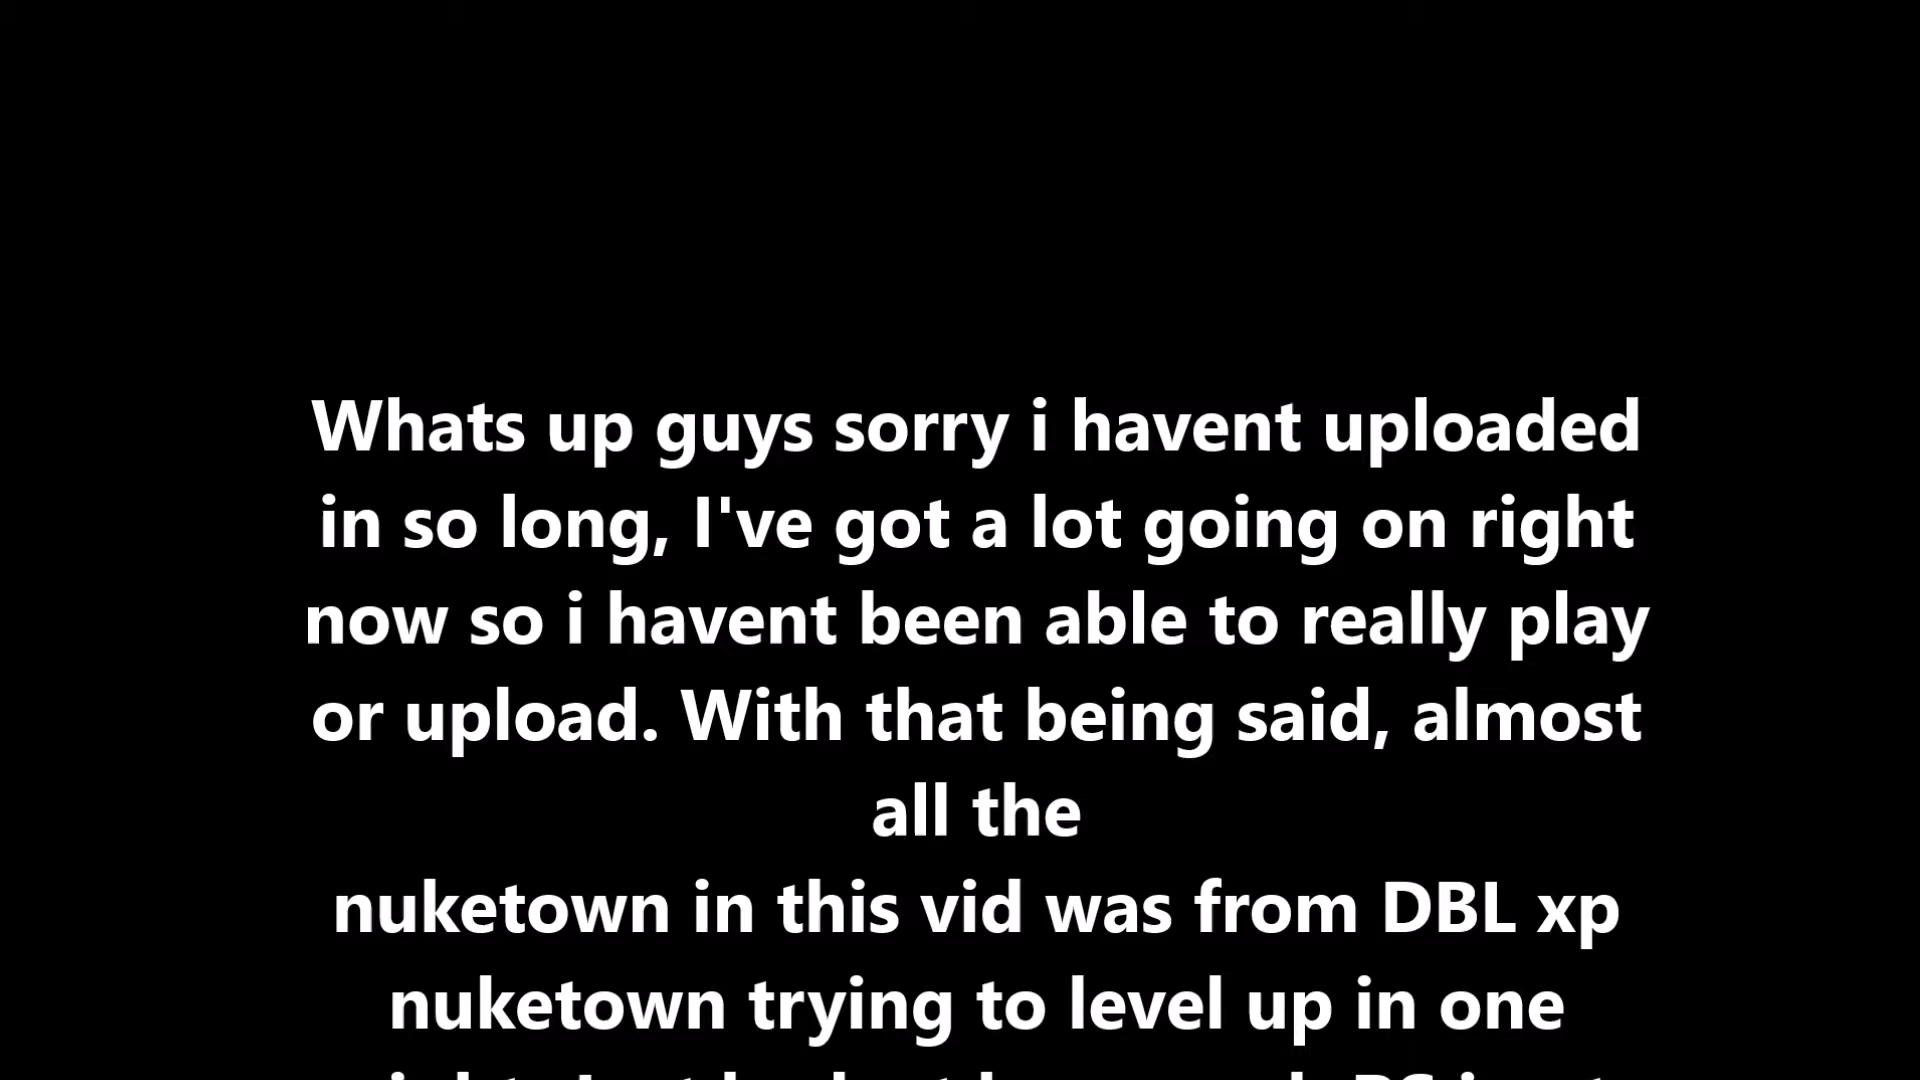 Whats up guys sorry i havent uploaded
in so long, I've got a lot going on right
now so i havent been able to really play
or upload. With that being said, almost
all the
nuketown in this vid was from DBL xp
nuketown trying to level up in one